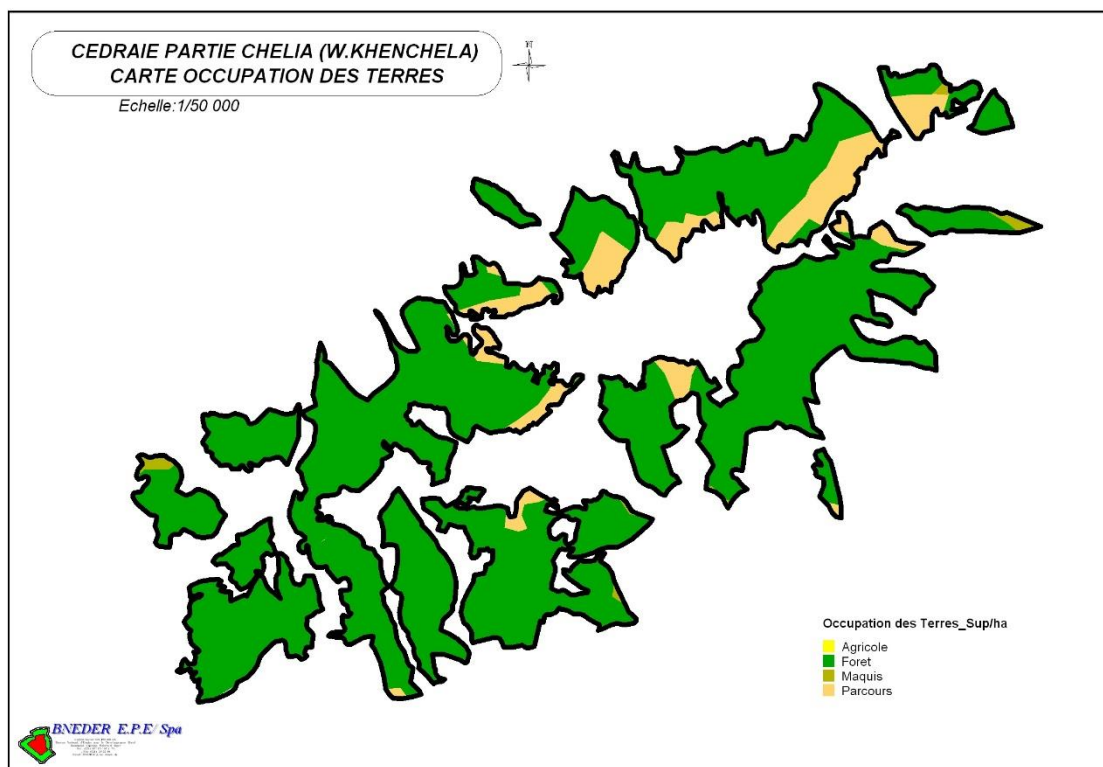 CEDRAIE PARTIE CHELIA (W.KHENCHELA)
CARTE OCCUPATION DES TERRES
Echelle:1/50 000
N
Occupation des Terres_Sup/ha
Agricole
Foret
Maquis
Parcours
BNEDER E.P.E/Spa